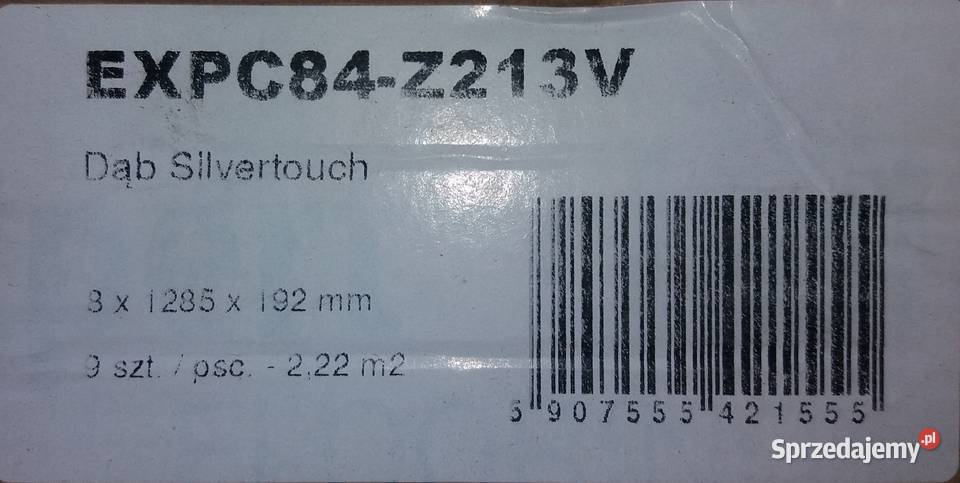 EXPC84-Z213V
Dąb Silvertouch
8 x 1285 x 192 mm
9 szt. / psc. - 2,22 m2
5 907555 421555
Sprzedajemy.pl